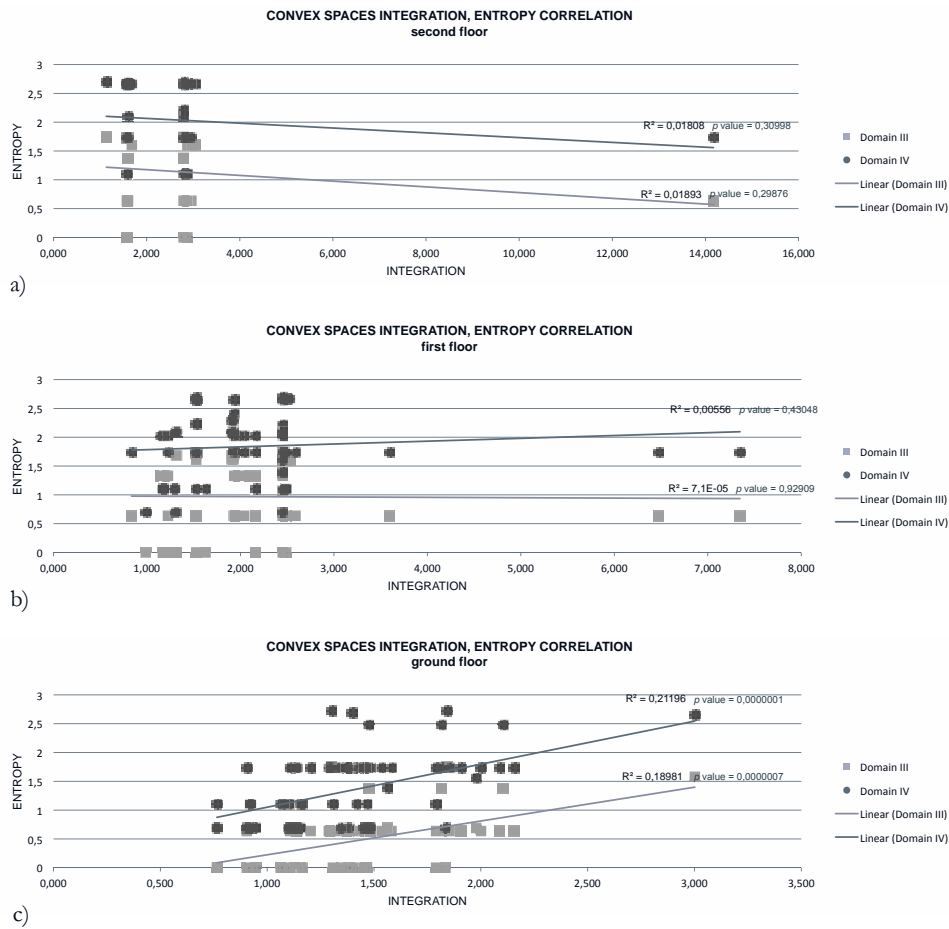 CONVEX SPACES INTEGRATION, ENTROPY CORRELATION
second floor
3
2,5
2
1,5
1
0,5
0
ENTROPY
R² = 0,01808 p value = 0,30998
R² = 0,01893 p value = 0,29876
0,000 2,000 4,000 6,000 8,000 10,000 12,000 14,000 16,000
INTEGRATION
Domain III
Domain IV
Linear (Domain III)
Linear (Domain IV)
a)
CONVEX SPACES INTEGRATION, ENTROPY CORRELATION
first floor
3
2,5
2
1,5
1
0,5
0
ENTROPY
R² = 0,00556 p value = 0,43048
R² = 7,1E-05 p value = 0,92909
0,000 1,000 2,000 3,000 4,000 5,000 6,000 7,000 8,000
INTEGRATION
Domain III
Domain IV
Linear (Domain III)
Linear (Domain IV)
b)
CONVEX SPACES INTEGRATION, ENTROPY CORRELATION
ground floor
3
2,5
2
1,5
1
0,5
0
ENTROPY
R² = 0,21196 p value = 0,0000001
R² = 0,18981 p value = 0,0000007
0,000 0,500 1,000 1,500 2,000 2,500 3,000 3,500
INTEGRATION
Domain III
Domain IV
Linear (Domain III)
Linear (Domain IV)
c)